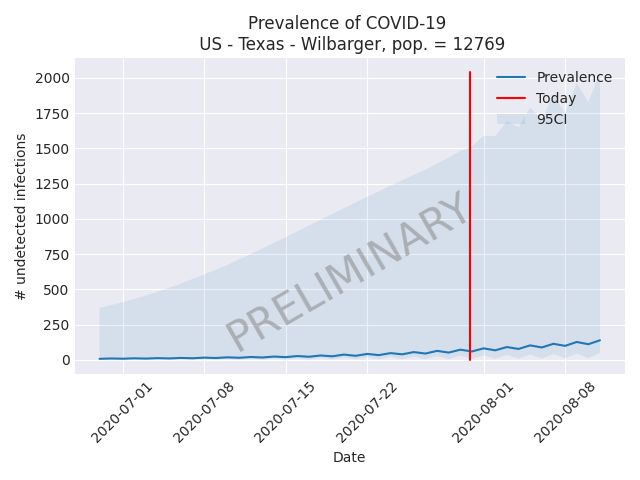 Prevalence of COVID-19
US - Texas - Wilbarger, pop. = 12769
Prevalence
Today
95CI
2000
1750
1500
1250
1000
750
500
250
0
# undetected infections
PRELIMINARY
2020-07-01
2020-07-08
2020-07-15
2020-07-22
2020-08-01
2020-08-08
Date